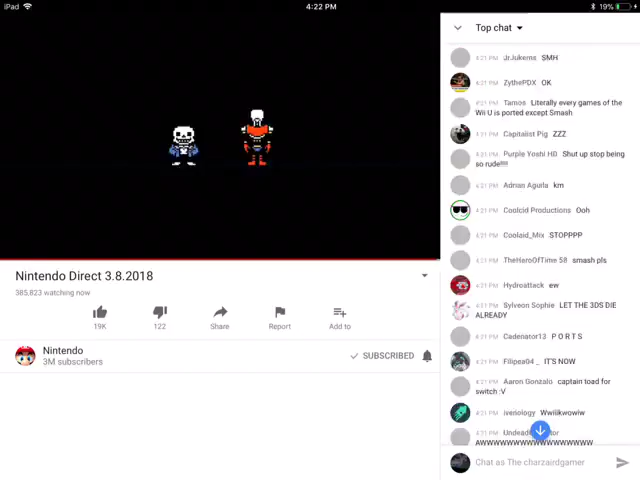 iPad
4:22 PM
19%
Top chat
4:21 PM Jr.lukems SMH
4:21 PM ZythePDX OK
4:21 PM Tamos Literally every games of the
Wii U is ported except Smash
4:21 PM Capitalist Pig ZZZ
4:21 PM Purple Yoshi HD Shut up stop being
so rude!!!!
4:21 PM Adrian Aguila km
4:21 PM Coolcid Productions Ooh
4:21 PM Coolaid_Mix STOPPPP
4:21 PM TheHeroOfTime 58 smash pls
4:21 PM Hydroattack ew
4:21 PM Sylveon Sophie LET THE 3DS DIE
ALREADY
4:21 PM Cadenator13 P O R T S
4:21 PM Filipea04 _ IT'S NOW
4:21 PM Aaron Gonzalo captain toad for
switch :V
4:21 PM ivenology Wwiiikwowiw
4:21 PM
AWWWWWWWWWWWWWWWWWW
Chat as The charzairdgamer
Nintendo Direct 3.8.2018
385,823 watching now
19K
122
Share
Report
Add to
Nintendo
3M subscribers
SUBSCRIBED